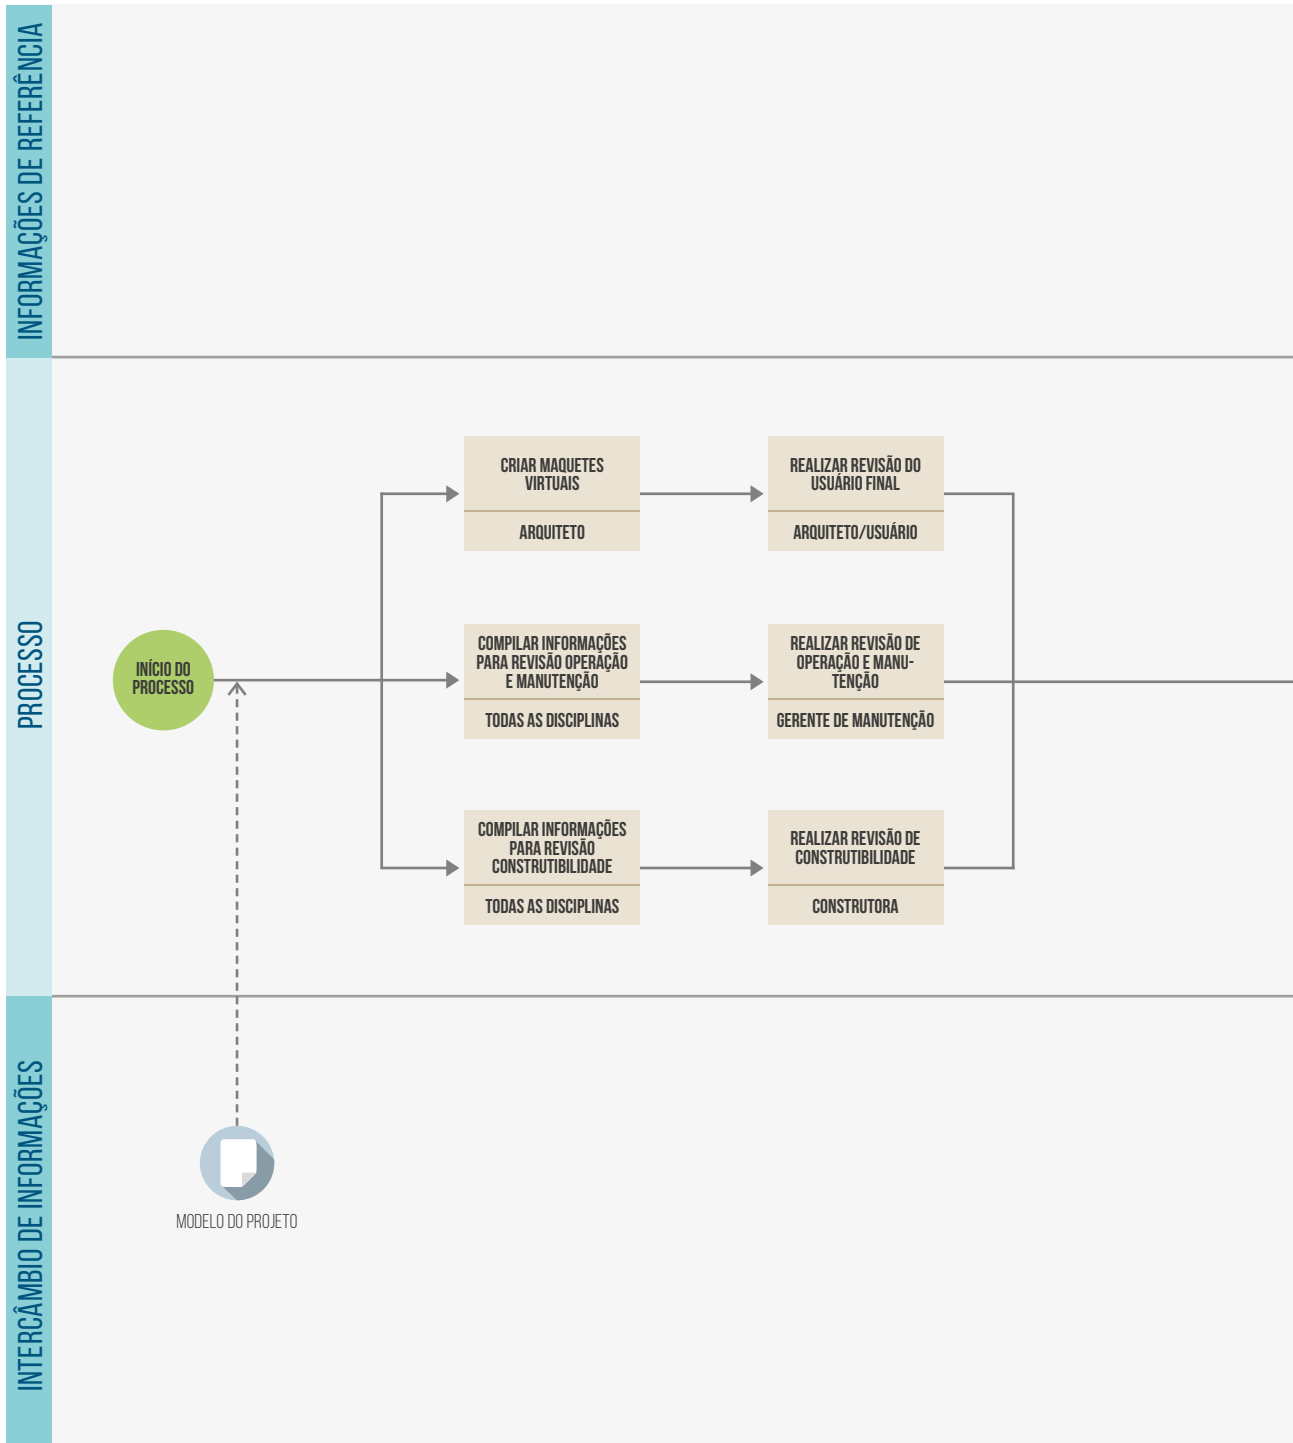 INFORMAÇÕES DE REFERÊNCIA
PROCESSO
INÍCIO DO
PROCESSO
CRIAR MAQUETES
VIRTUAIS
ARQUITETO
REALIZAR REVISÃO DO
USUÁRIO FINAL
ARQUITETO/USUÁRIO
COMPILAR INFORMAÇÕES
PARA REVISÃO OPERAÇÃO
E MANUTENÇÃO
TODAS AS DISCIPLINAS
REALIZAR REVISÃO DE
OPERAÇÃO E MANU-
TENÇÃO
GERENTE DE MANUTENÇÃO
COMPILAR INFORMAÇÕES
PARA REVISÃO
CONSTRUTIBILIDADE
TODAS AS DISCIPLINAS
REALIZAR REVISÃO DE
CONSTRUTIBILIDADE
CONSTRUTORA
INTERCÂMBIO DE INFORMAÇÕES
MODELO DO PROJETO